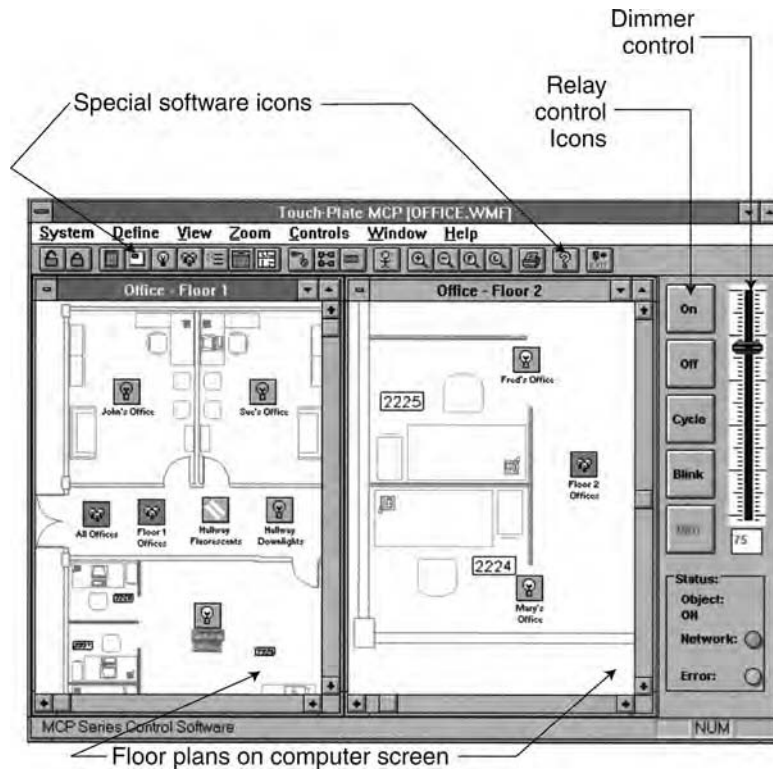 Dimmer
control
Special software icons
Relay
control
Icons
Touch-Plate MCP [OFFICE.WMF]
System Define View Zoom Controls Window Help
EXIT
Office - Floor 1
Office - Floor 2
On
Off
Cycle
Blink
75
Status:
Object:
ON
Network:
Error:
John's Office
Sue's Office
All Offices
Floor 1
Offices
Hallway
Fluorescents
Hallway
Downlights
Fred's Office
2225
Floor 2
Offices
2224
Mary's
Office
MCP Series Control Software
NUM
Floor plans on computer screen